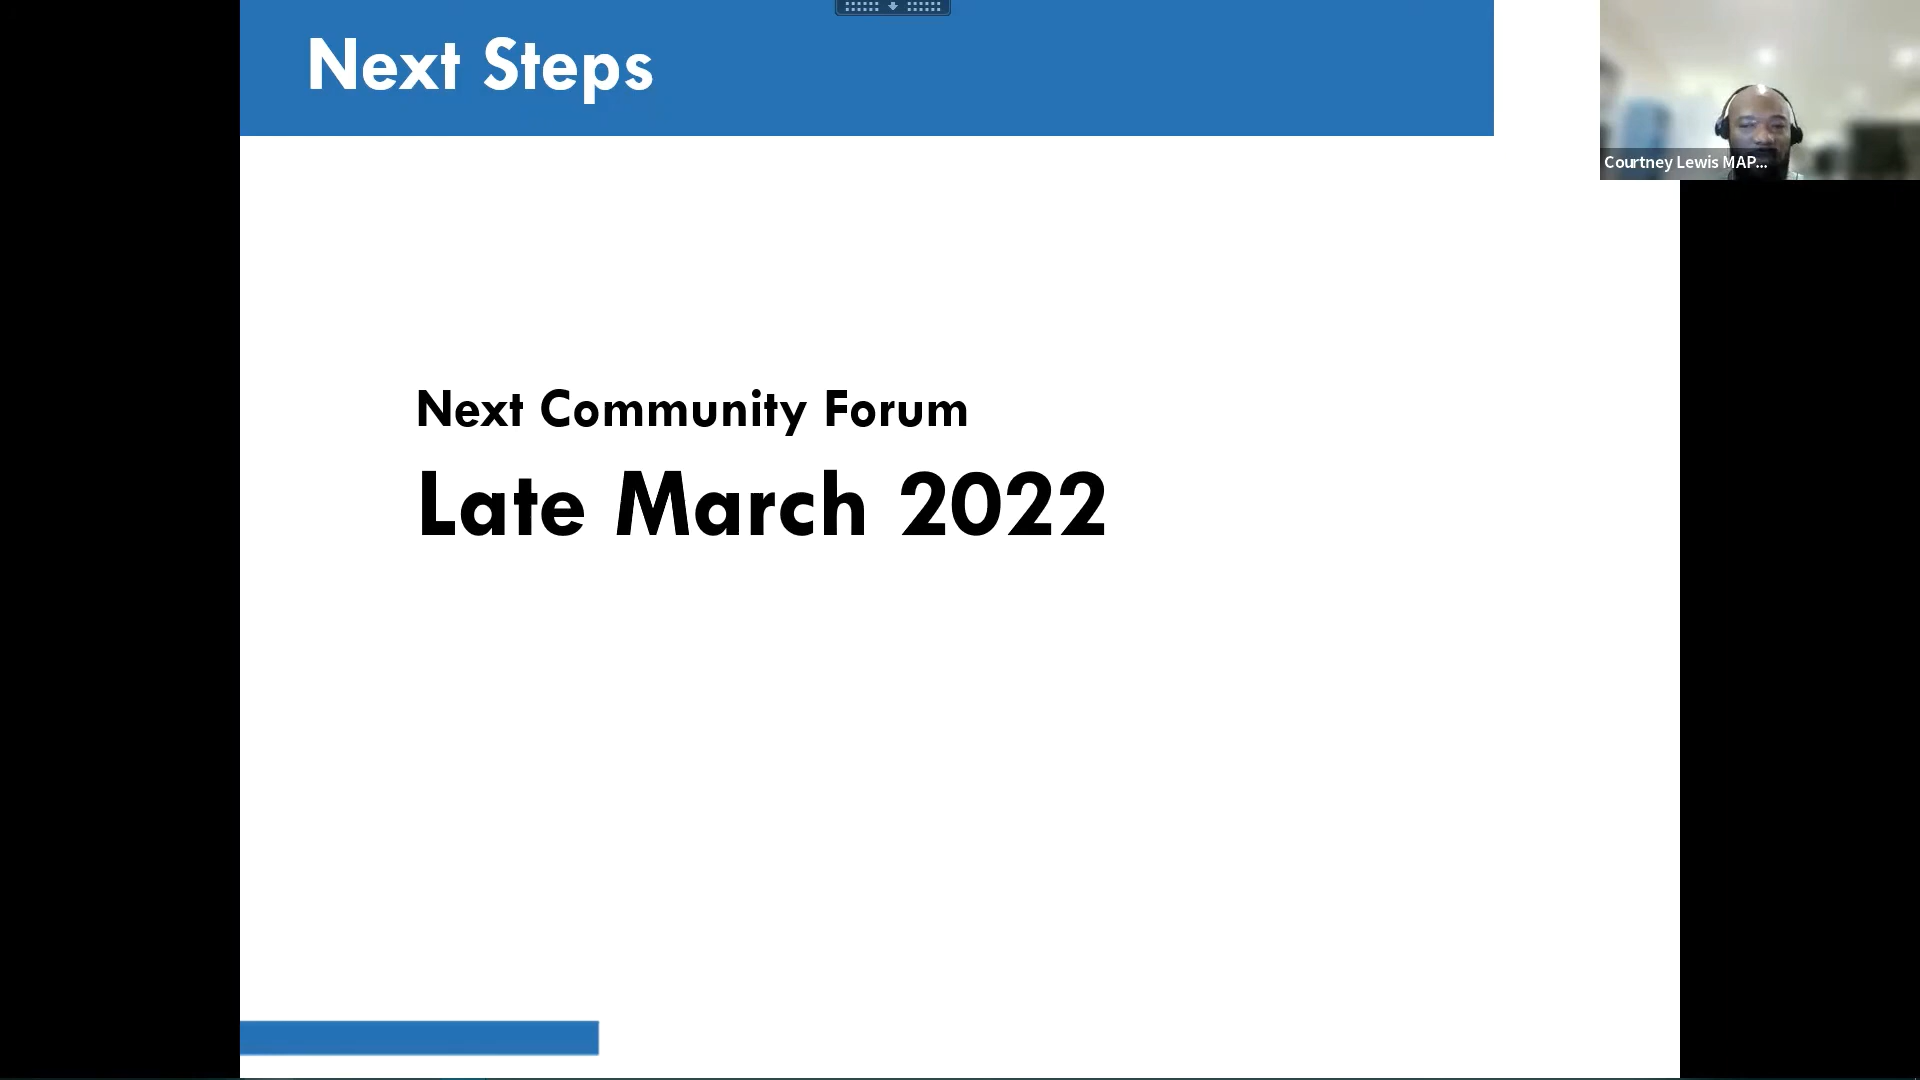 Next Steps
Courtney Lewis MAP...
Next Community Forum
Late March 2022